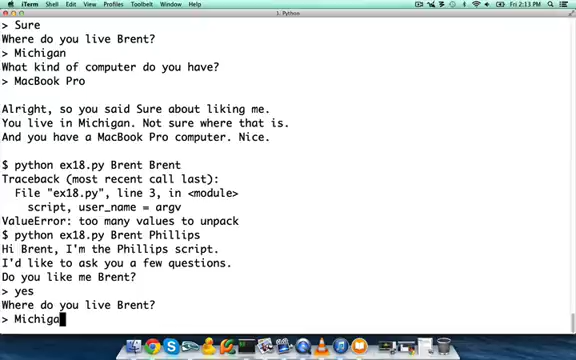 iTerm Shell Edit View Profiles Toolbelt Window Help Fri 2:13 PM
1. Python
> Sure
Where do you live Brent?
> Michigan
What kind of computer do you have?
> MacBook Pro
Alright, so you said Sure about liking me.
You live in Michigan. Not sure where that is.
And you have a MacBook Pro computer. Nice.
$ python ex18.py Brent Brent
Traceback (most recent call last):
File "ex18.py", line 3, in <module>
script, user_name = argv
ValueError: too many values to unpack
$ python ex18.py Brent Phillips
Hi Brent, I'm the Phillips script.
I'd like to ask you a few questions.
Do you like me Brent?
> yes
Where do you live Brent?
> Michiga